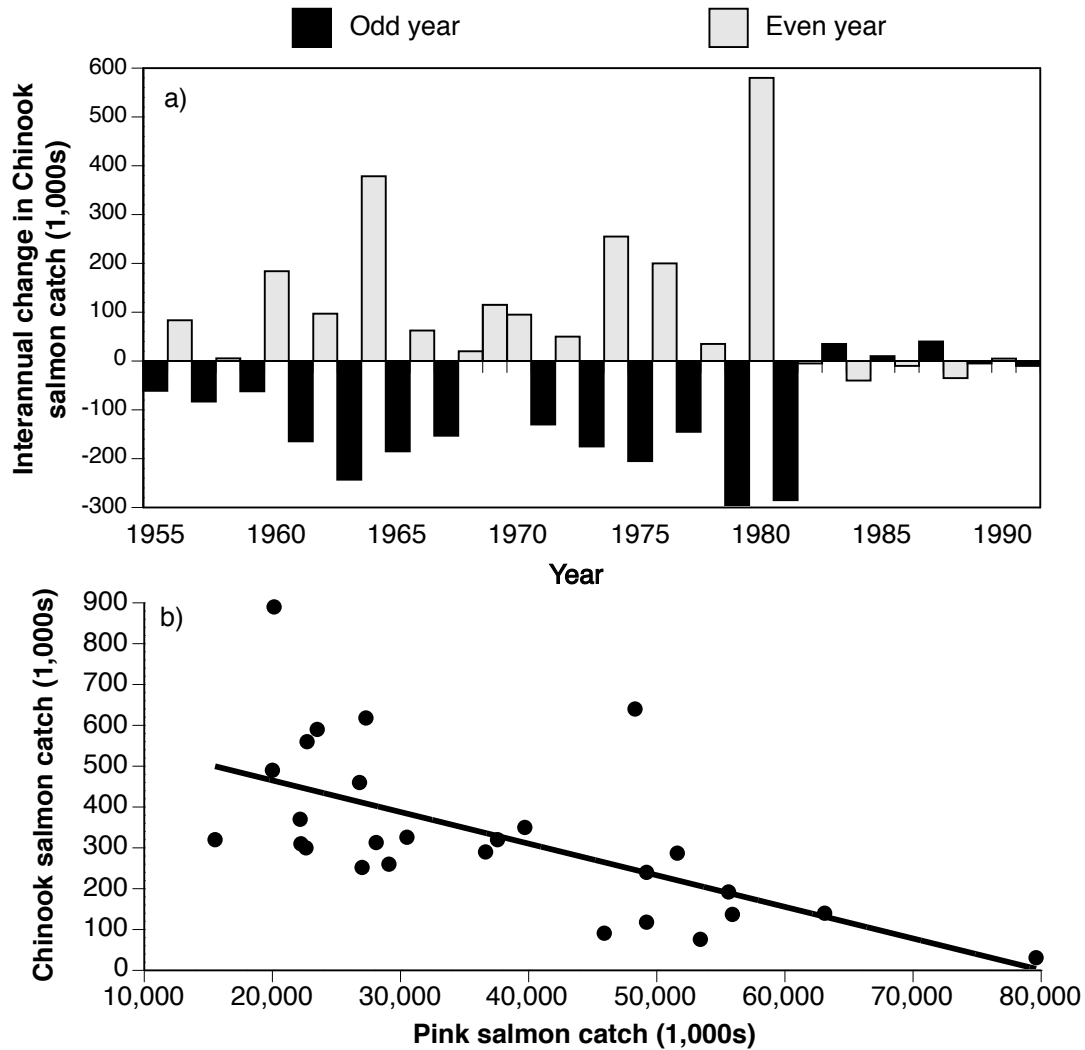 Odd year
Even year
a)
Interannual change in Chinook
salmon catch (1,000s)
600
500
400
300
200
100
0
-100
-200
-300
1955 1960 1965 1970 1975 1980 1985 1990
Year
b)
Chinook salmon catch (1,000s)
900
800
700
600
500
400
300
200
100
0
10,000 20,000 30,000 40,000 50,000 60,000 70,000 80,000
Pink salmon catch (1,000s)